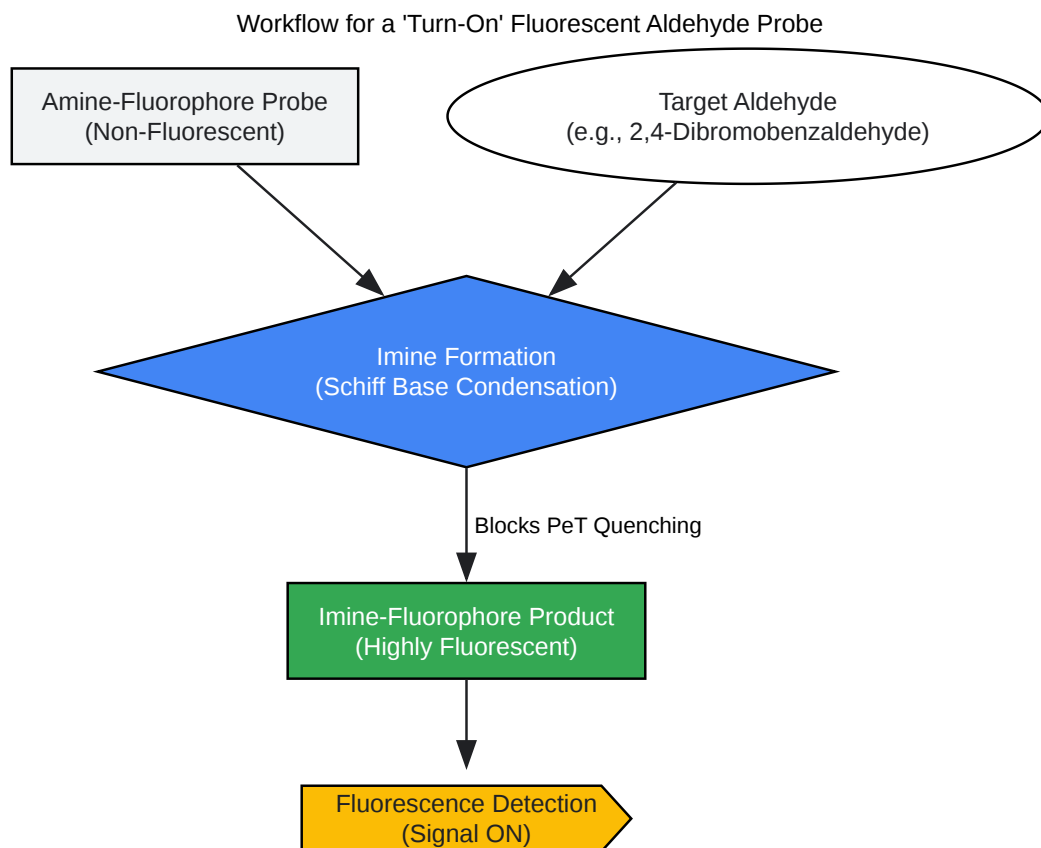 Workflow for a 'Turn-On' Fluorescent Aldehyde Probe
Amine-Fluorophore Probe
(Non-Fluorescent)
Target Aldehyde
(e.g., 2,4-Dibromobenzaldehyde)
Imine Formation
(Schiff Base Condensation)
Blocks PeT Quenching
Imine-Fluorophore Product
(Highly Fluorescent)
Fluorescence Detection
(Signal ON)